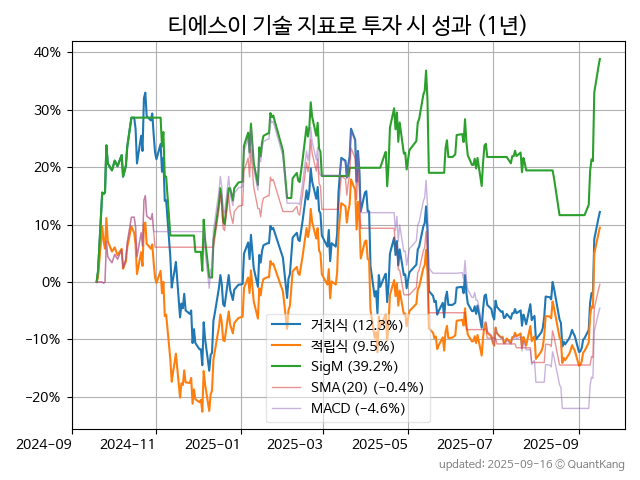 티에스이 기술 지표로 투자 시 성과 (1년)
40%
30%
20%
10%
0%
−10%
−20%
거치식 (12.3%)
적립식 (9.5%)
SigM (39.2%)
SMA(20) (−0.4%)
MACD (−4.6%)
2024-09 2024-11 2025-01 2025-03 2025-05 2025-07 2025-09
updated: 2025-09-16 ⓒ QuantKang